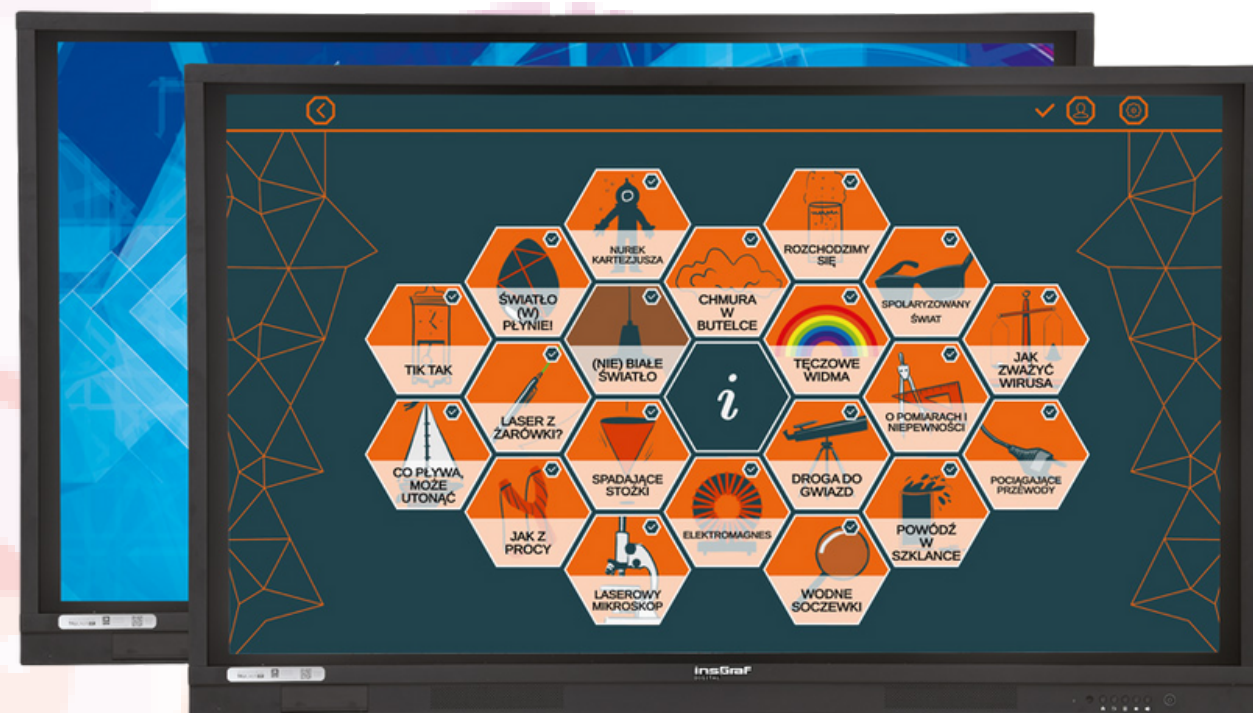 NUREK
KARTEZJUSZA
ROZCHODZIMY
SIĘ
ŚWIATŁO
(W)
PŁYNIE!
CHMURA
W
BUTELCE
SPOLARYZOWANY
ŚWIAT
TIK TAK
(NIE) BIAŁE
ŚWIATŁO
TĘCZOWE
WIDMA
JAK
ZWAŻYĆ
WIRUSA
LASER Z
ŻARÓWKI?
i
O POMIARACH I
NIEPEWNOŚCI
CO PŁYWA,
MOŻE
UTONĄĆ
SPADAJĄCE
STOŻKI
DROGA DO
GWIAZD
POCIĄGAJĄCE
PRZEWODY
JAK Z
PROCY
ELEKTROMAGNES
POWÓDŹ
W
SZKLANCE
LASEROWY
MIKROSKOP
WODNE
SOCZEWKI
insGraf
DIGITAL